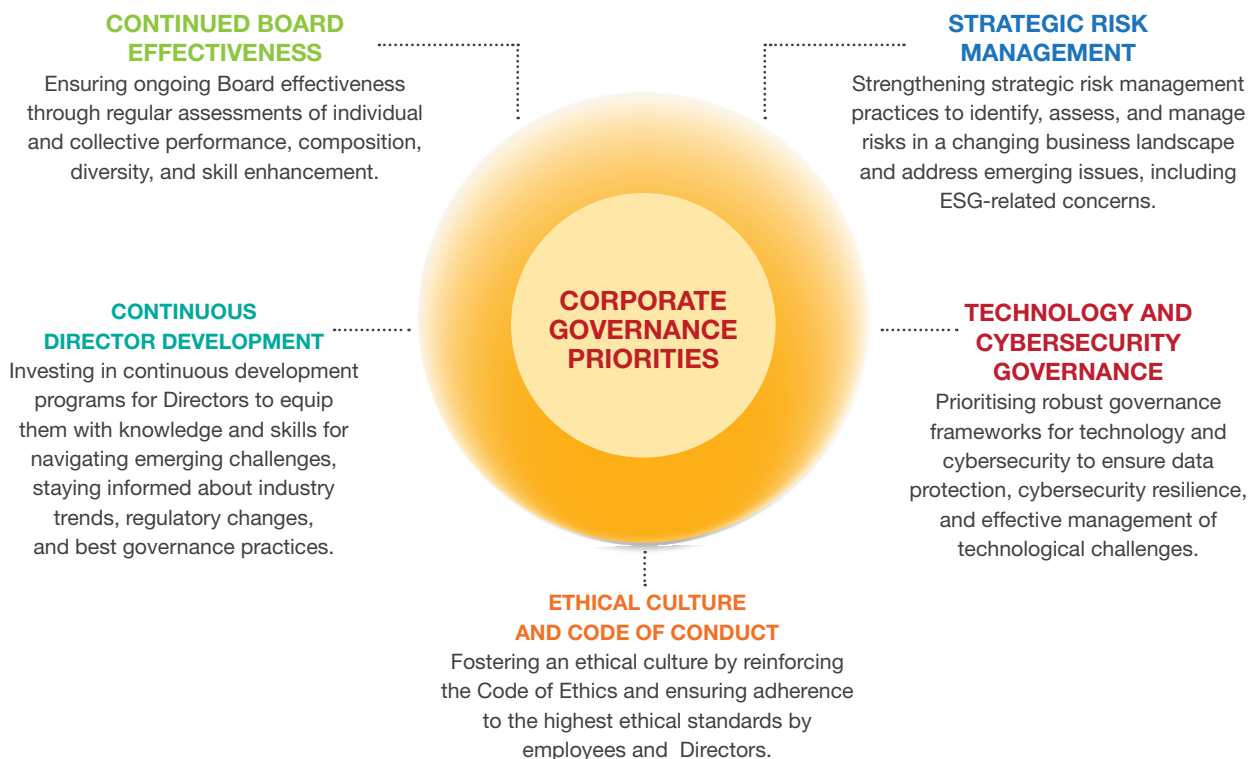 CONTINUED BOARD
EFFECTIVENESS
Ensuring ongoing Board effectiveness
through regular assessments of individual
and collective performance, composition,
diversity, and skill enhancement.
STRATEGIC RISK
MANAGEMENT
Strengthening strategic risk management
practices to identify, assess, and manage
risks in a changing business landscape
and address emerging issues, including
ESG-related concerns.
CONTINUOUS
DIRECTOR DEVELOPMENT
Investing in continuous development
programs for Directors to equip
them with knowledge and skills for
navigating emerging challenges,
staying informed about industry
trends, regulatory changes,
and best governance practices.
CORPORATE
GOVERNANCE
PRIORITIES
TECHNOLOGY AND
CYBERSECURITY
GOVERNANCE
Prioritising robust governance
frameworks for technology and
cybersecurity to ensure data
protection, cybersecurity resilience,
and effective management of
technological challenges.
ETHICAL CULTURE
AND CODE OF CONDUCT
Fostering an ethical culture by reinforcing
the Code of Ethics and ensuring adherence
to the highest ethical standards by
employees and  Directors.